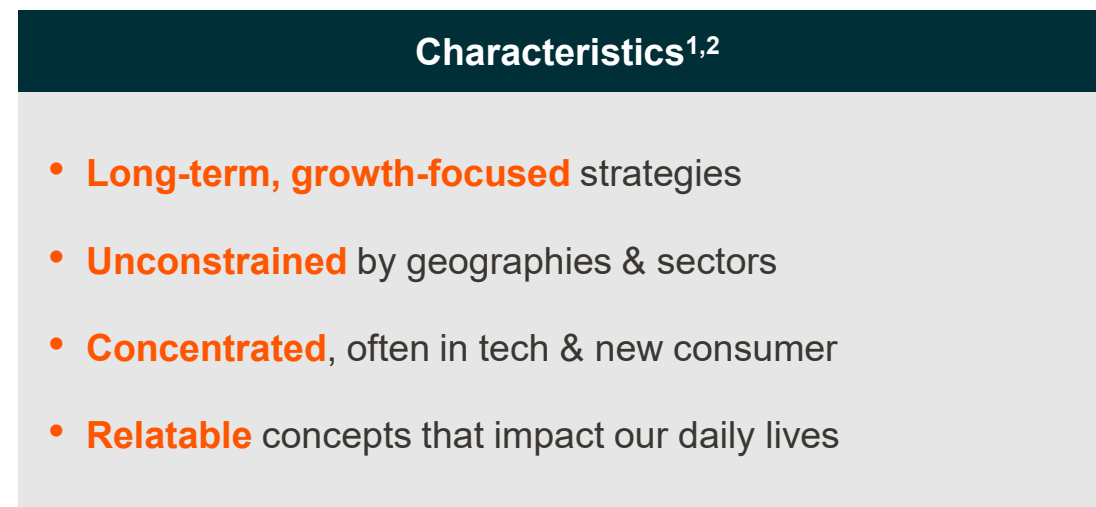 Characteristics1,2
• Long-term, growth-focused strategies
• Unconstrained by geographies & sectors
• Concentrated, often in tech & new consumer
• Relatable concepts that impact our daily lives